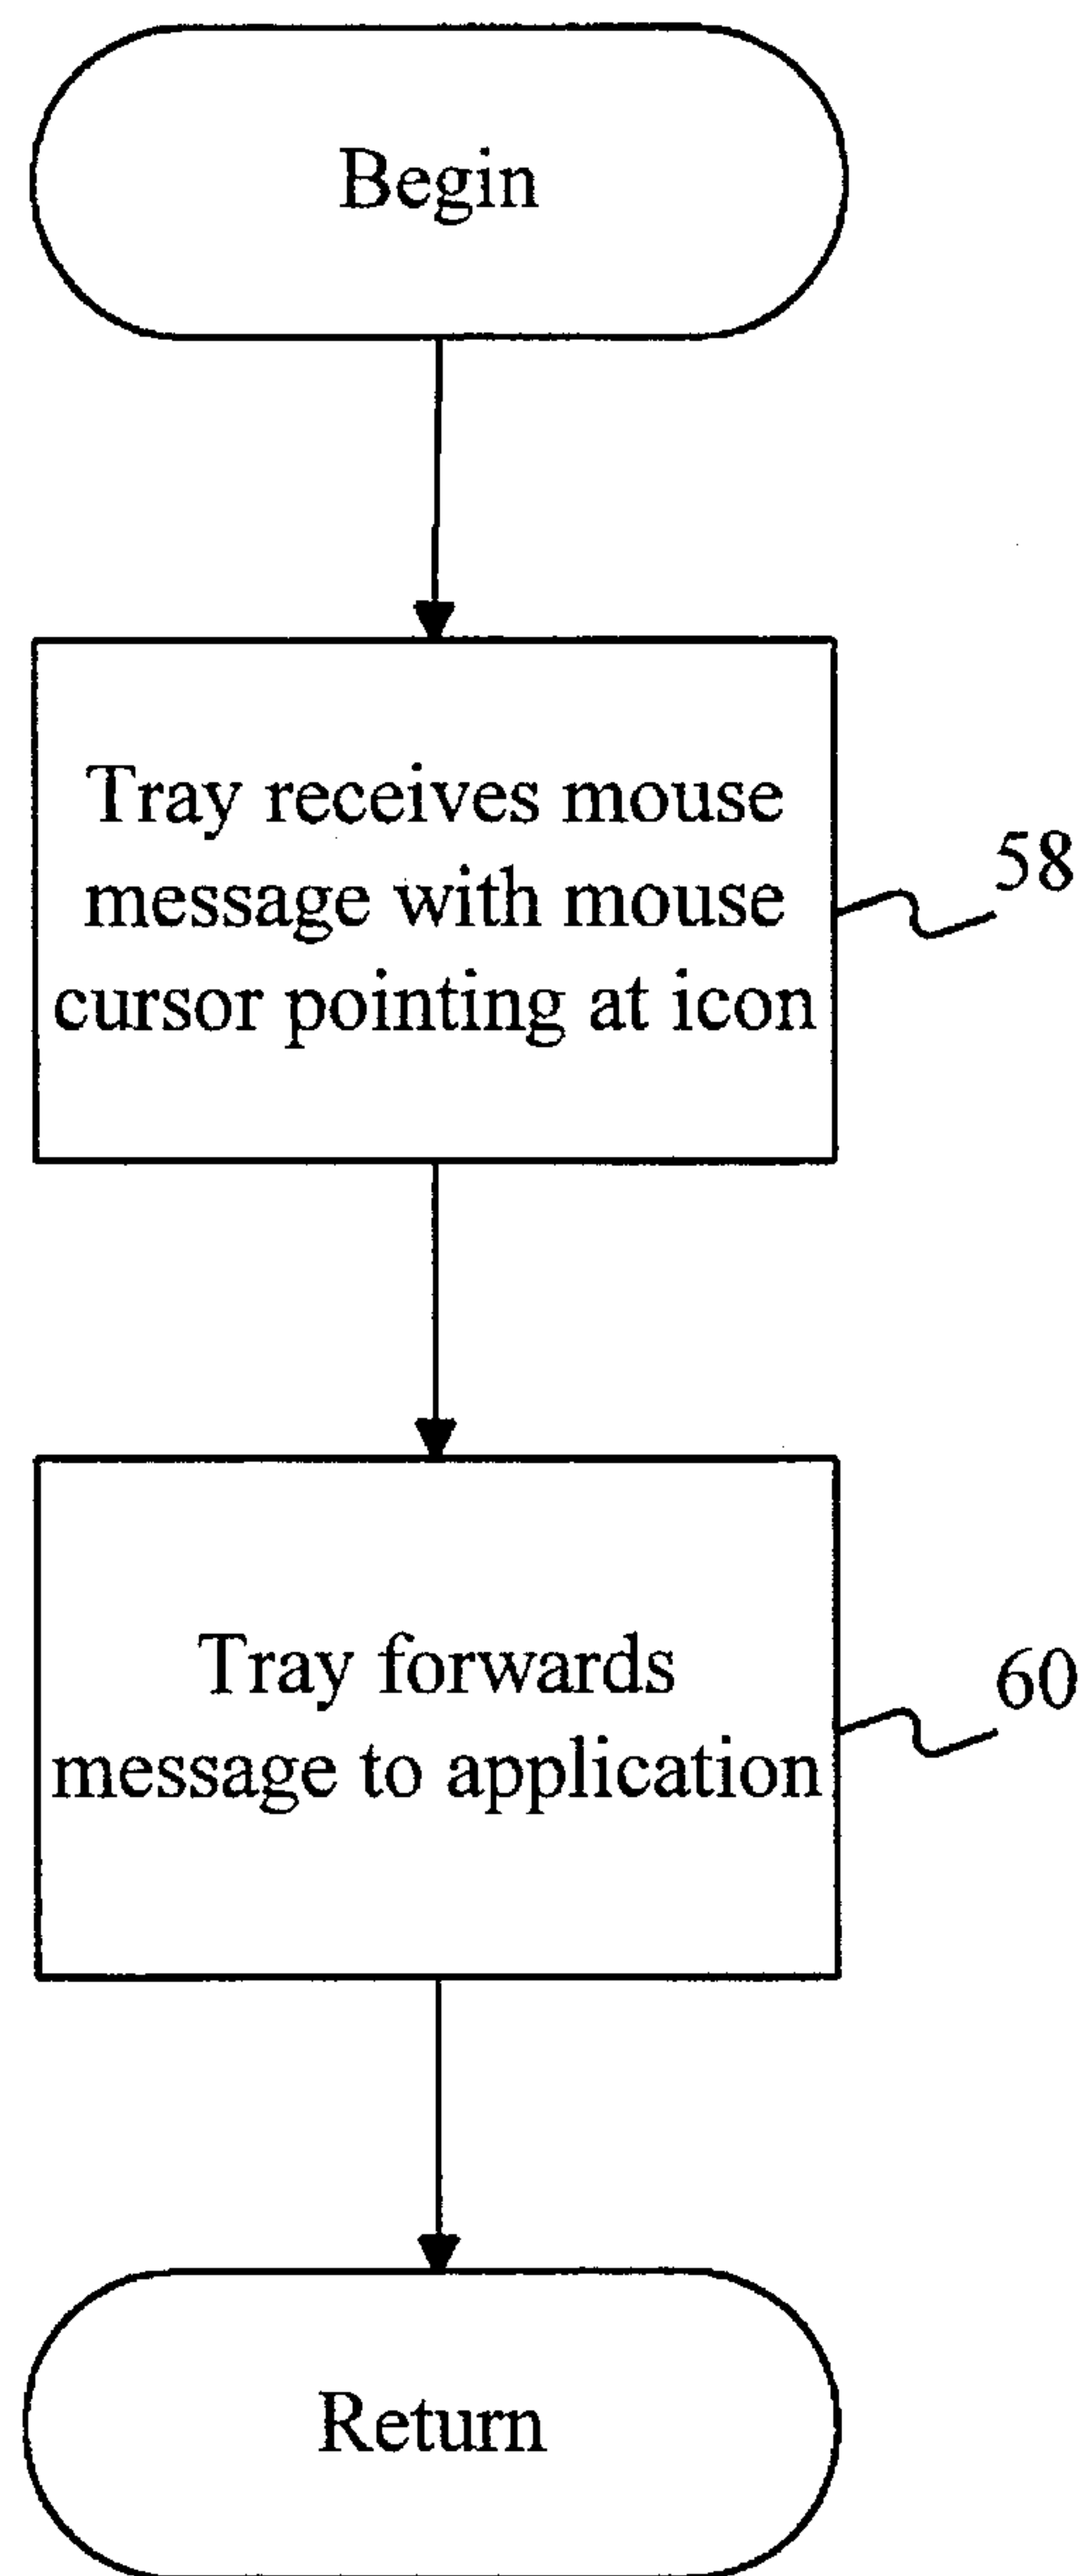 Begin
Tray receives mouse
message with mouse
cursor pointing at icon
58
Tray forwards
message to application
60
Return